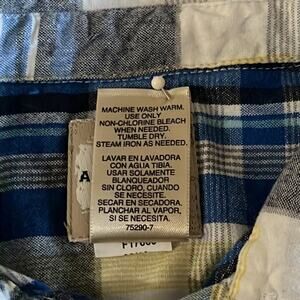 MACHINE WASH WARM.
USE ONLY
NON-CHLORINE BLEACH
WHEN NEEDED.
TUMBLE DRY.
STEAM IRON AS NEEDED.
LAVAR EN LAVADORA
CON AGUA TIBIA.
USAR SOLAMENTE
BLANQUEADOR
SIN CLORO, CUANDO
SE NECESITE.
SECAR EN SECADORA.
PLANCHAR AL VAPOR,
SI SE NECESITE.
75290-7
A